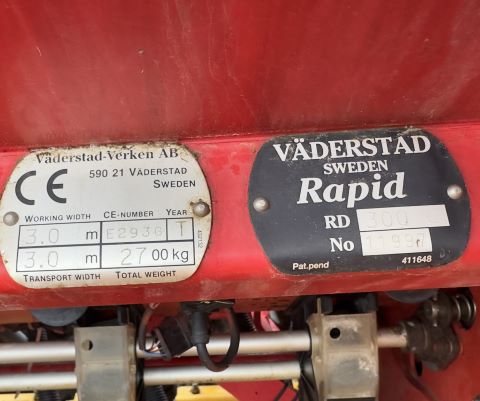 Väderstad-Verken AB
590 21 Väderstad
Sweden
CE
Working width CE-number Year
3.0 m E2930 T
3.0 m 2700 kg
Transport width Total weight
VÄDERSTAD
SWEDEN
Rapid
RD 300
No
Pat.pend 411648